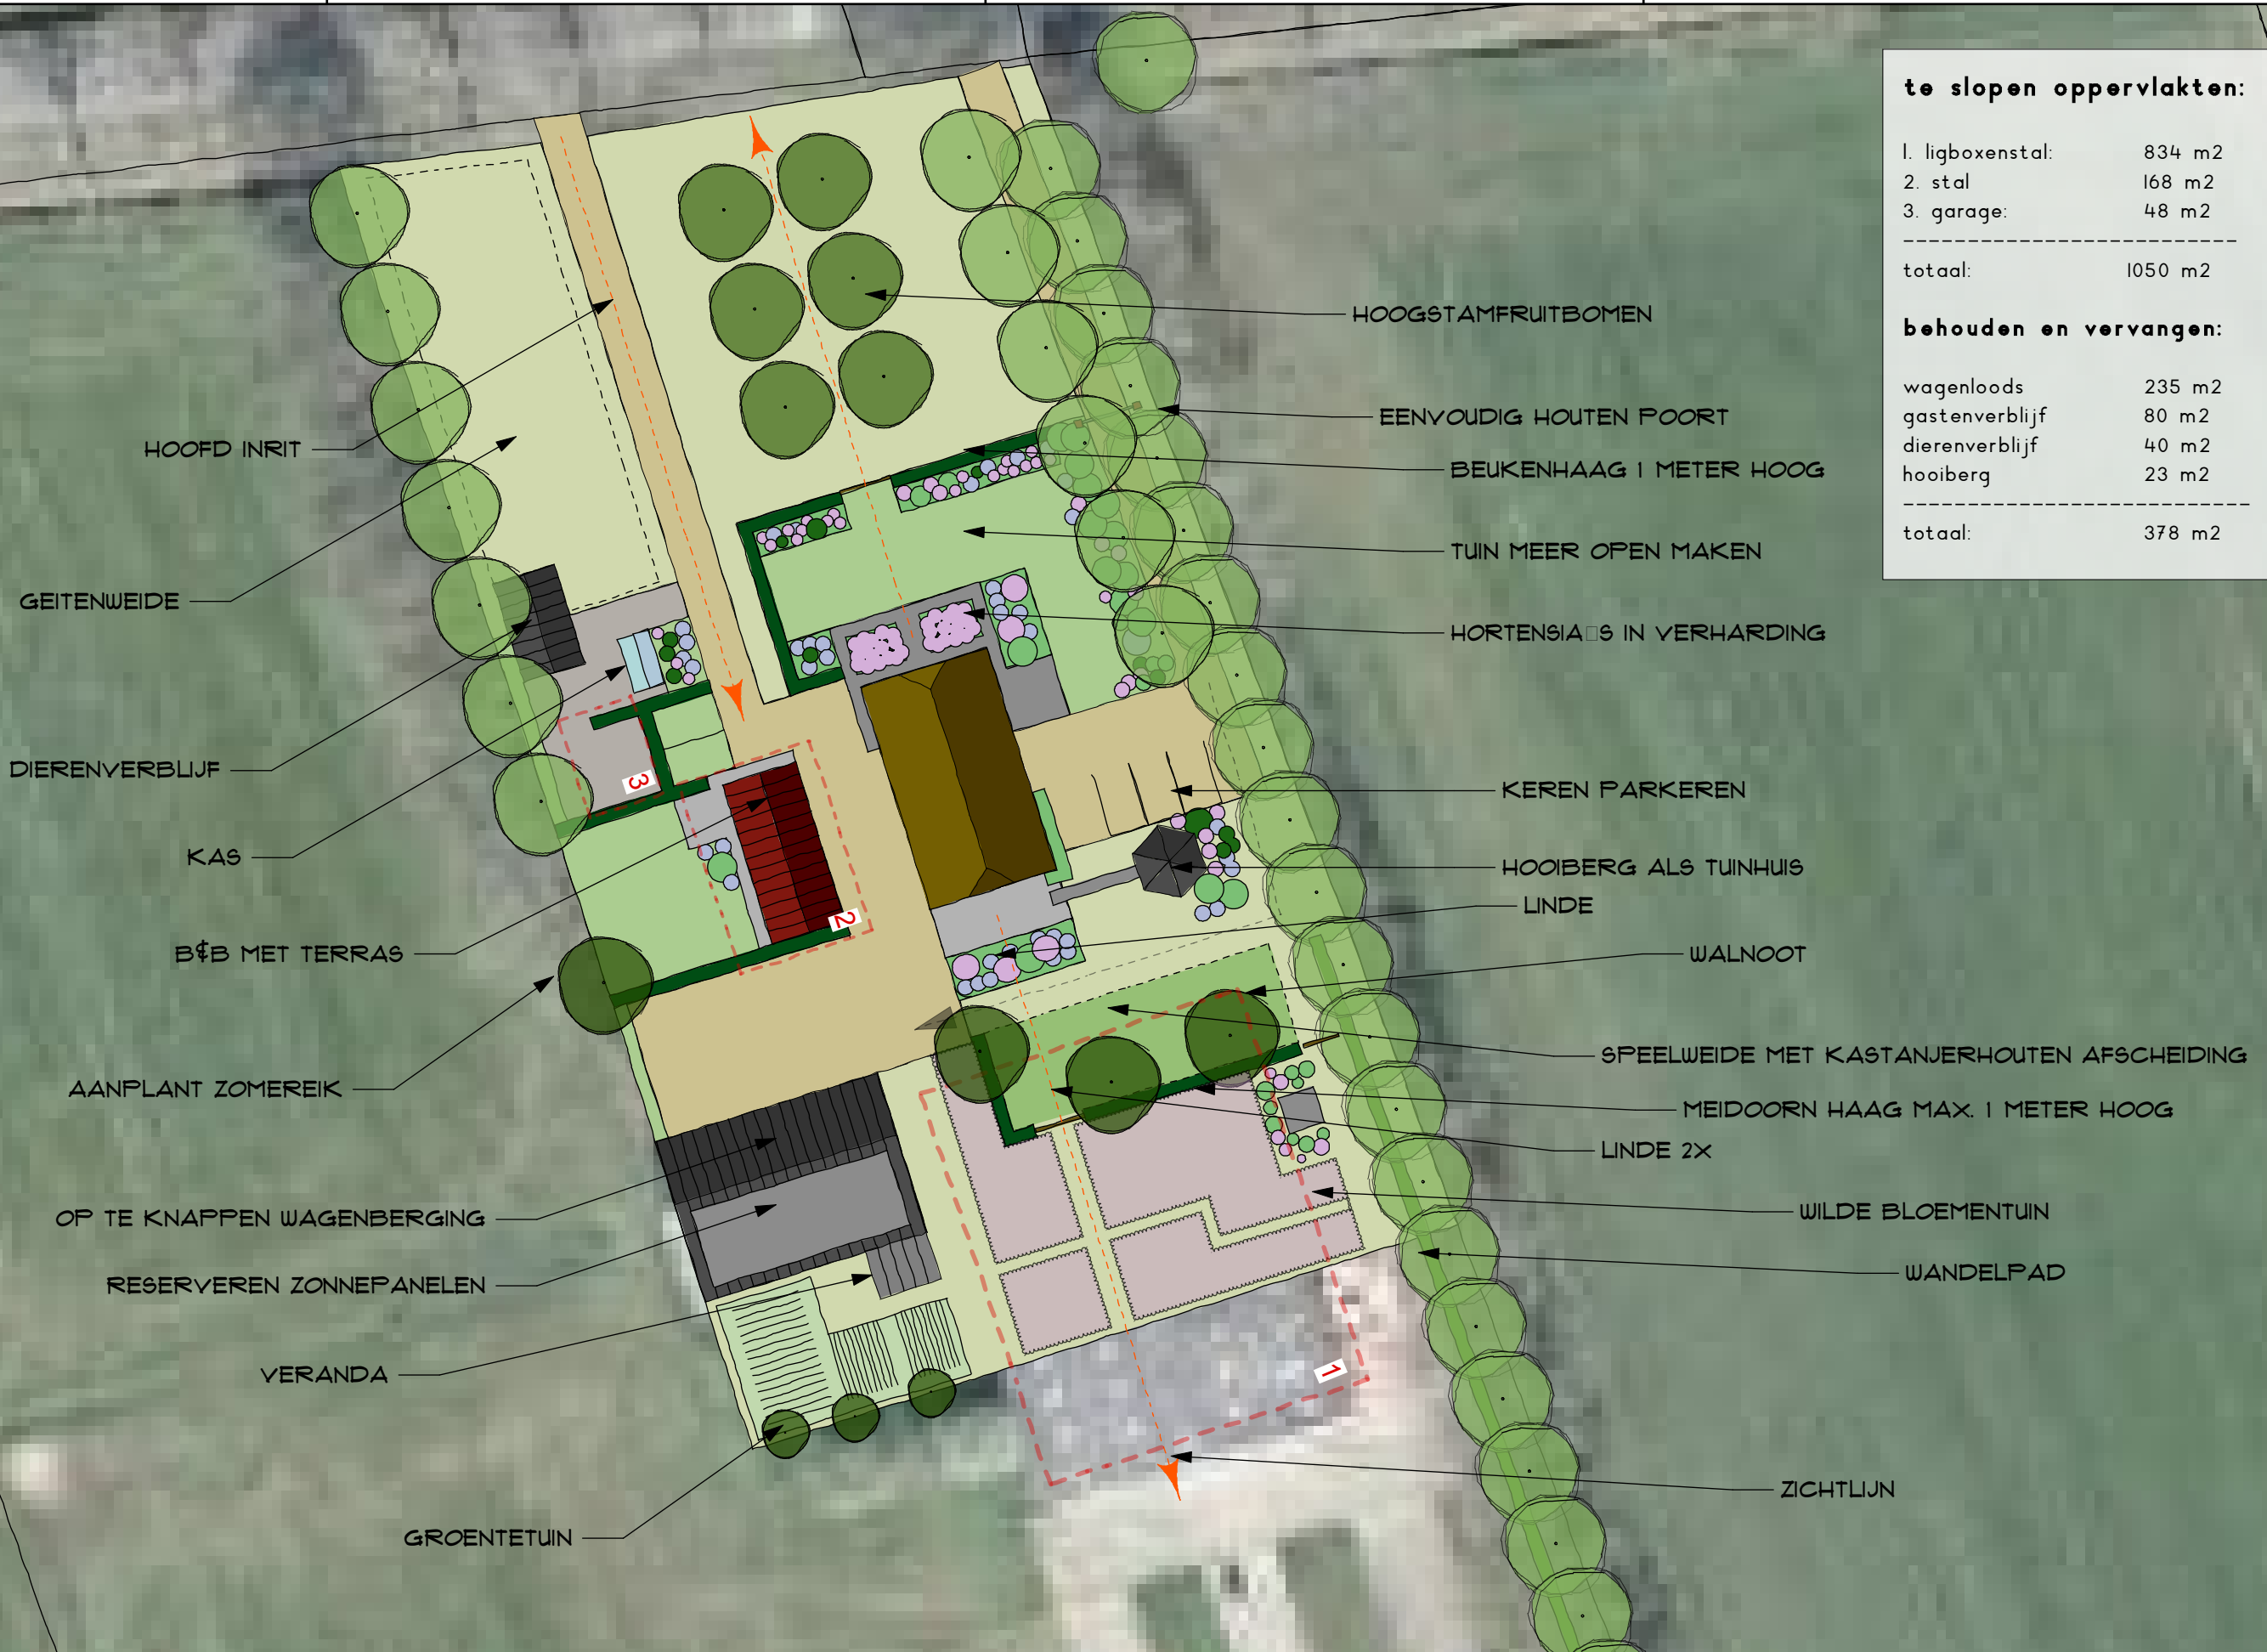 te slopen oppervlakten:
1. ligboxenstal: 834 m2
2. stal 168 m2
3. garage: 48 m2
totaal: 1050 m2
behouden en vervangen:
wagenloods 235 m2
gastenverblijf 80 m2
dierenverblijf 40 m2
hooiberg 23 m2
totaal: 378 m2
HOOFD INRIT
GEITENWEIDE
DIERENVERBLIJF
KAS
B&B MET TERRAS
AANPLANT ZOMEREIK
OP TE KNAPPEN WAGENBERGING
RESERVEREN ZONNEPANELEN
VERANDA
GROENTETUIN
3
2
1
HOOGSTAMFRUITBOMEN
EENVOUDIG HOUTEN POORT
BEUKENHAAG 1 METER HOOG
TUIN MEER OPEN MAKEN
HORTENSIA□S IN VERHARDING
KEREN PARKEREN
HOOIBERG ALS TUINHUIS
LINDE
WALNOOT
SPEELWEIDE MET KASTANJERHOUTEN AFSCHEIDING
MEIDOORN HAAG MAX. 1 METER HOOG
LINDE 2X
WILDE BLOEMENTUIN
WANDELPAD
ZICHTLIJN